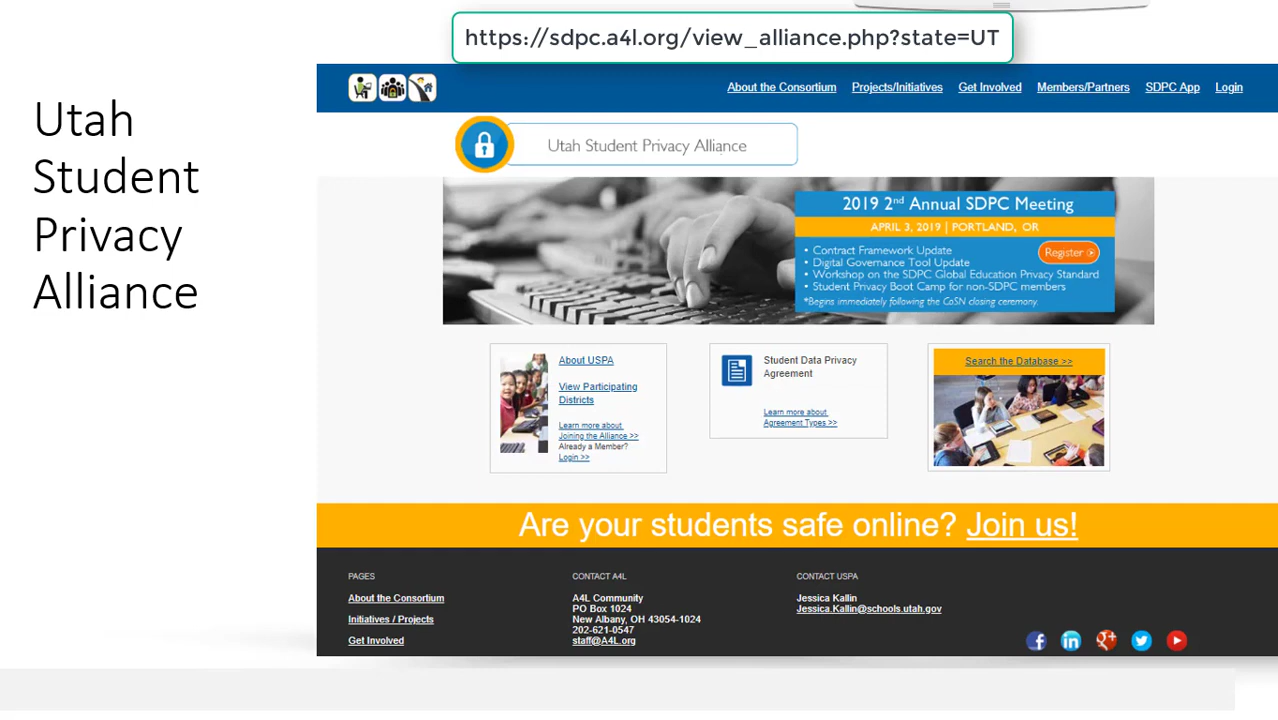 https://sdpc.a4l.org/view_alliance.php?state=UT
Utah
Student
Privacy
Alliance
About the Consortium
Projects/Initiatives
Get Involved
Members/Partners
SDPC App
Login
Utah Student Privacy Alliance
2019 2nd Annual SDPC Meeting
APRIL 3, 2019 | PORTLAND, OR
• Contract Framework Update
• Digital Governance Tool Update
• Workshop on the SDPC Global Education Privacy Standard
• Student Privacy Boot Camp for non-SDPC members
*Begins immediately following the CoSN closing ceremony.
Register
About USPA
View Participating
Districts
Learn more about
Joining the Alliance >>
Already a Member?
Login >>
Student Data Privacy
Agreement
Learn more about
Agreement Types >>
Search the Database >>
Are your students safe online? Join us!
PAGES
About the Consortium
Initiatives / Projects
Get Involved
CONTACT A4L
A4L Community
PO Box 1024
New Albany, OH 43054-1024
202-621-0547
staff@A4L.org
CONTACT USPA
Jessica Kallin
Jessica.Kallin@schools.utah.gov